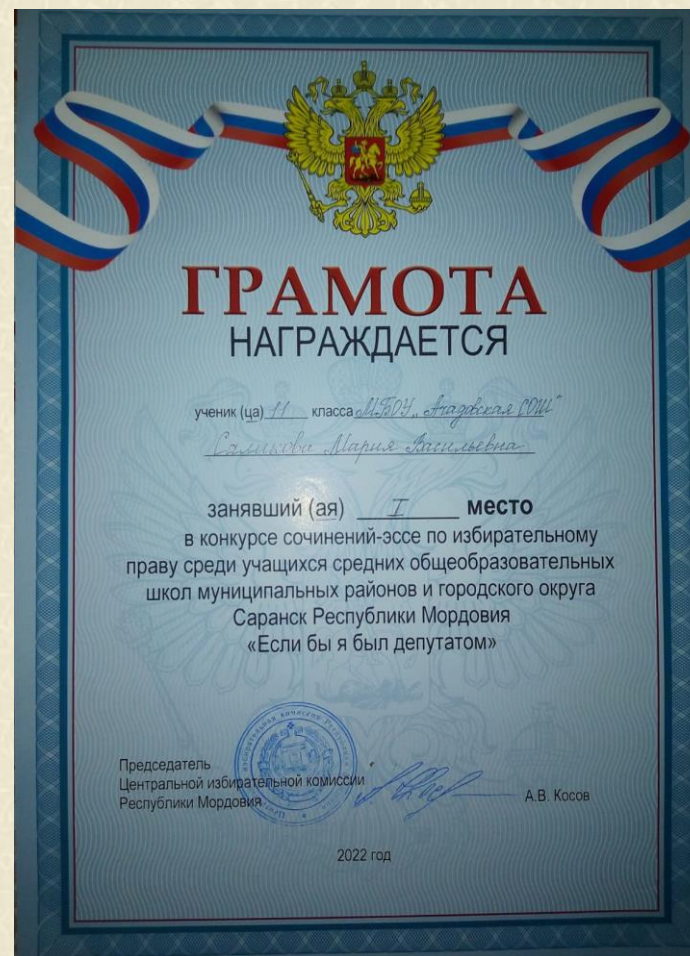 ГРАМОТА
НАГРАЖДАЕТСЯ
ученик (ца) 11 класса МБОУ „Ачадовская СОШ"
Саликова Мария Васильевна
занявший (ая) I место
в конкурсе сочинений-эссе по избирательному
праву среди учащихся средних общеобразовательных
школ муниципальных районов и городского округа
Саранск Республики Мордовия
«Если бы я был депутатом»
Председатель
Центральной избирательной комиссии
Республики Мордовия
А.В. Косов
2022 год